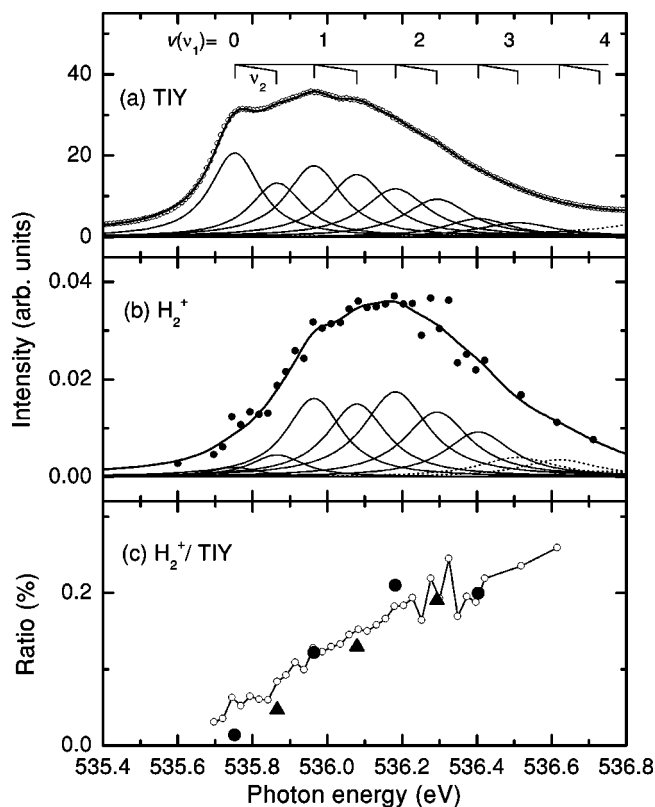 v(ν₁)= 0 1 2 3 4
ν₂
(a) TIY
40
20
0
(b) H₂⁺
0.04
0.02
0.00
(c) H₂⁺/ TIY
0.2
0.0
Intensity (arb. units)
Ratio (%)
535.4 535.6 535.8 536.0 536.2 536.4 536.6 536.8
Photon energy (eV)